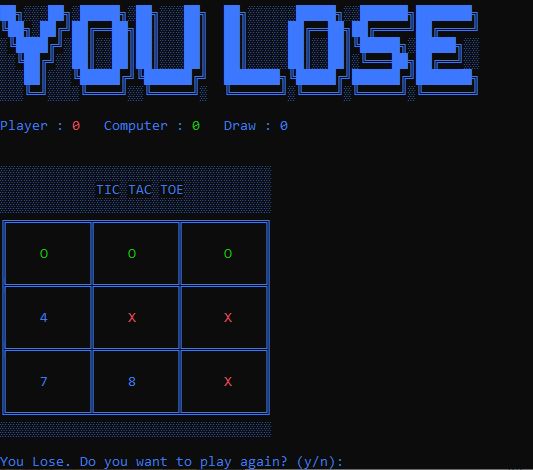 YOU LOSE
Player : 0 Computer : 0 Draw : 0
TIC TAC TOE
O O O
4 X X
7 8 X
You Lose. Do you want to play again? (y/n):